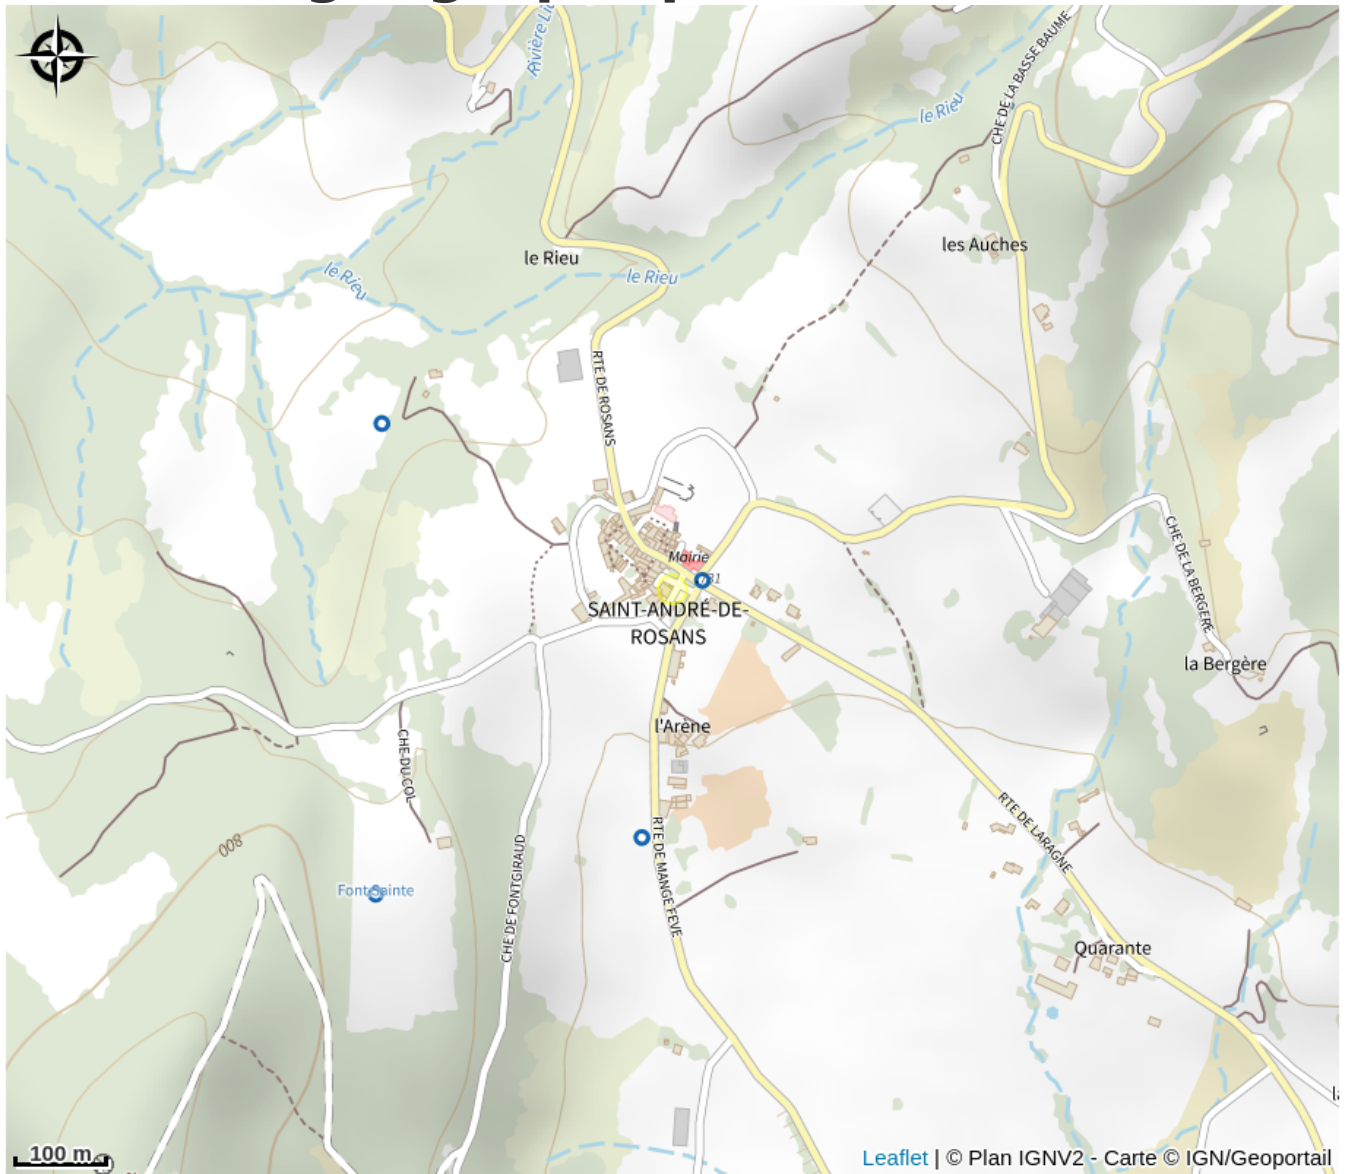 Rivière Li
CHE DE LA BASSE BAUME
le Rieu
les Auches
le Rieu
le Rieu
le Rieu
RTE DE ROSANS
Mairie
SAINT-ANDRÉ-DE-
ROSANS
CHE DE LA BERGERE
la Bergère
l'Arène
CHE DU COL
RTE DE LARAGNE
800
CHE DE FONTGIRAUD
RTE DE MANGE FEVE
Font Sainte
Quarante
100 m
Leaflet | © Plan IGNV2 - Carte © IGN/Geoportail